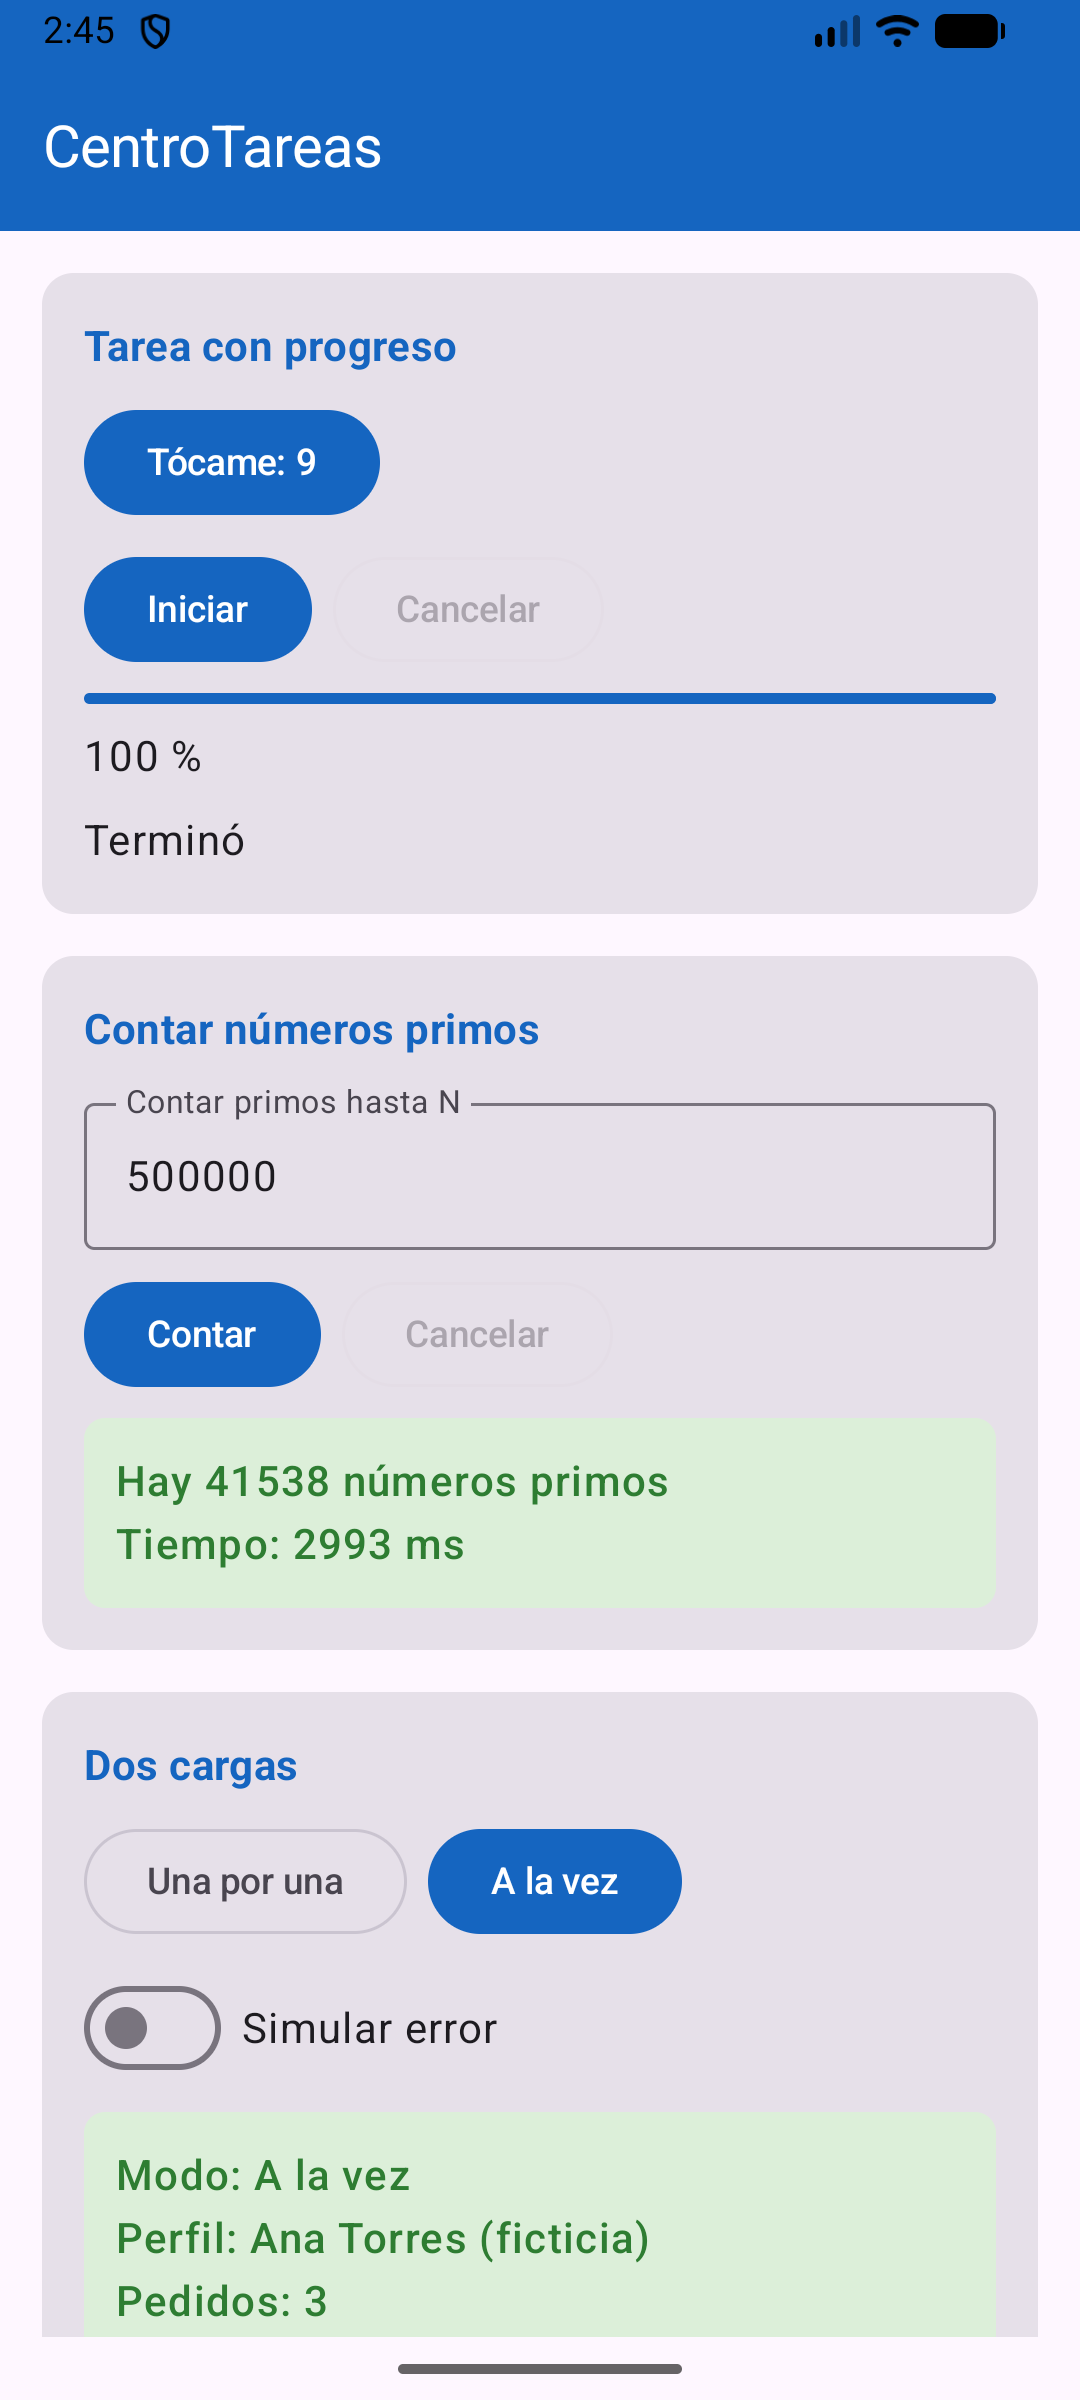 2:45
CentroTareas
Tarea con progreso
Tócame: 9
Iniciar
Cancelar
100 %
Terminó
Contar números primos
Contar primos hasta N
500000
Contar
Cancelar
Hay 41538 números primos
Tiempo: 2993 ms
Dos cargas
Una por una
A la vez
Simular error
Modo: A la vez
Perfil: Ana Torres (ficticia)
Pedidos: 3